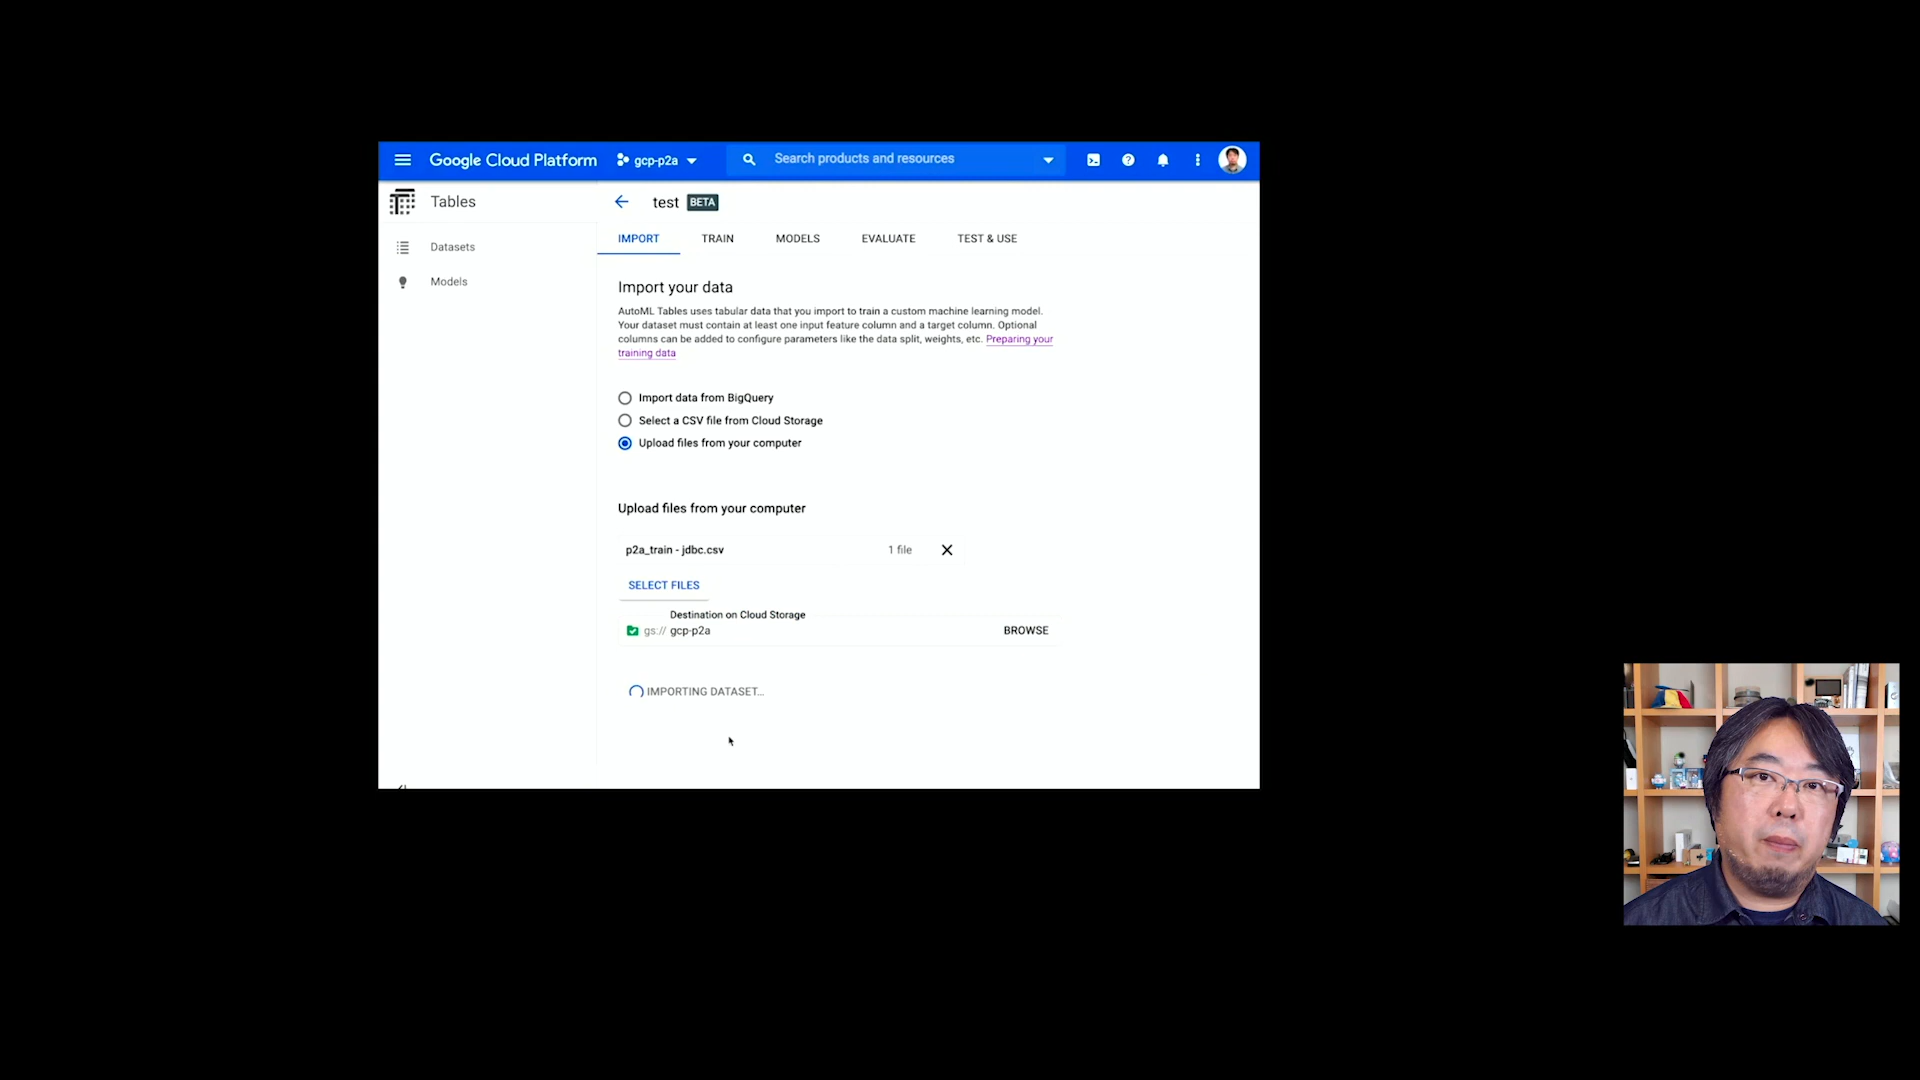 Google Cloud Platform
gcp-p2a
Search products and resources
Tables
test
BETA
Datasets
Models
IMPORT
TRAIN
MODELS
EVALUATE
TEST & USE
Import your data
AutoML Tables uses tabular data that you import to train a custom machine learning model.
Your dataset must contain at least one input feature column and a target column. Optional
columns can be added to configure parameters like the data split, weights, etc. Preparing your
training data
Import data from BigQuery
Select a CSV file from Cloud Storage
Upload files from your computer
Upload files from your computer
p2a_train - jdbc.csv
1 file
SELECT FILES
Destination on Cloud Storage
gs:// gcp-p2a
BROWSE
IMPORTING DATASET...